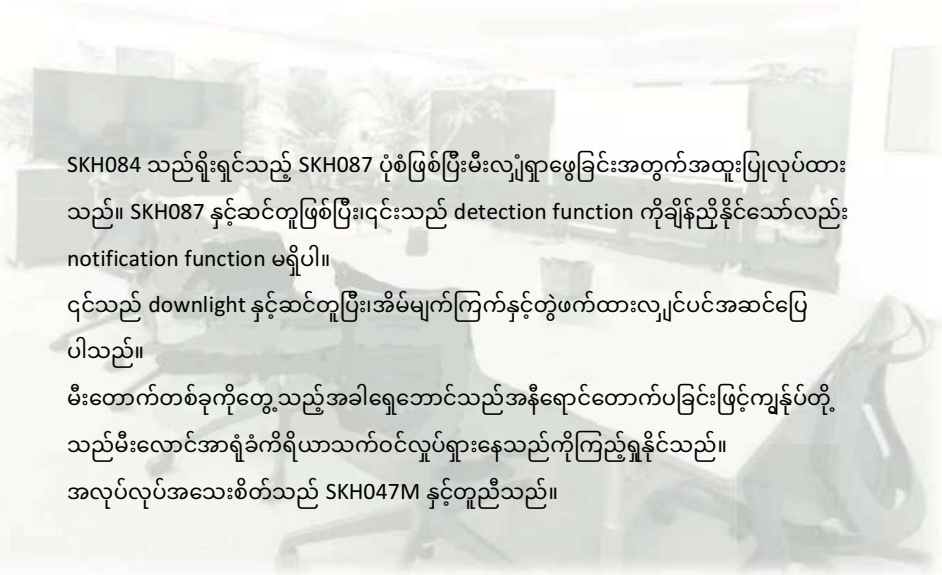 SKH084 သည်ရိုးရှင်သည့် SKH087 ပုံစံဖြစ်ပြီးမီးလျှံရှာဖွေခြင်းအတွက်အထူးပြုလုပ်ထား
သည်။ SKH087 နှင့်ဆင်တူဖြစ်ပြီး၊၎င်းသည် detection function ကိုချိန်ညှိနိုင်သော်လည်း
notification function မရှိပါ။
၎င်သည် downlight နှင့်ဆင်တူပြီး၊အိမ်မျက်ကြက်နှင့်တွဲဖက်ထားလျှင်ပင်အဆင်ပြေ
ပါသည်။
မီးတောက်တစ်ခုကိုတွေ့သည့်အခါရှေဘောင်သည်အနီရောင်တောက်ပခြင်းဖြင့်ကျွန်ုပ်တို့
သည်မီးလောင်အာရုံခံကိရိယာသက်ဝင်လှုပ်ရှားနေသည်ကိုကြည့်ရှုနိုင်သည်။
အလုပ်လုပ်အသေးစိတ်သည် SKH047M နှင့်တူညီသည်။